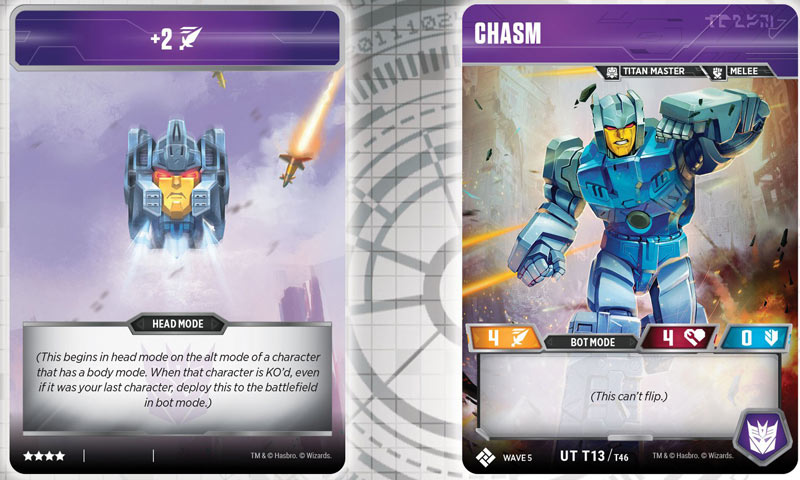 +2
HEAD MODE
(This begins in head mode on the alt mode of a character
that has a body mode. When that character is KO'd, even
if it was your last character, deploy this to the battlefield
in bot mode.)
TM & © Hasbro. © Wizards.
CHASM
TITAN MASTER
MELEE
4
BOT MODE
4
0
(This can't flip.)
WAVE 5
UT T13/T46
TM & © Hasbro. © Wizards.